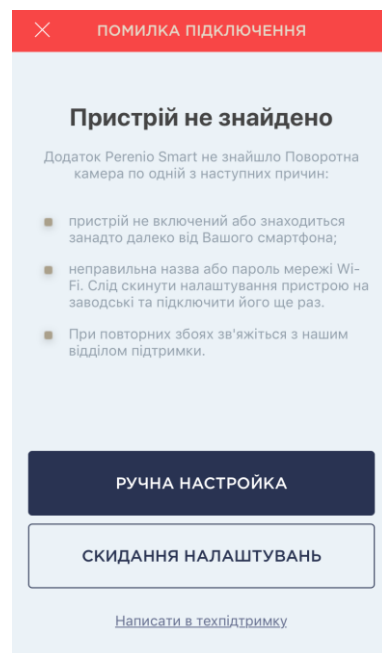 ПОМИЛКА ПІДКЛЮЧЕННЯ
Пристрій не знайдено
Додаток Perenio Smart не знайшло Поворотна
камера по одній з наступних причин:
пристрій не включений або знаходиться
занадто далеко від Вашого смартфона;
неправильна назва або пароль мережі Wi-
Fi. Слід скинути налаштування пристрою на
заводські та підключити його ще раз.
При повторних збоях зв'яжіться з нашим
відділом підтримки.
РУЧНА НАСТРОЙКА
СКИДАННЯ НАЛАШТУВАНЬ
Написати в техпідтримку